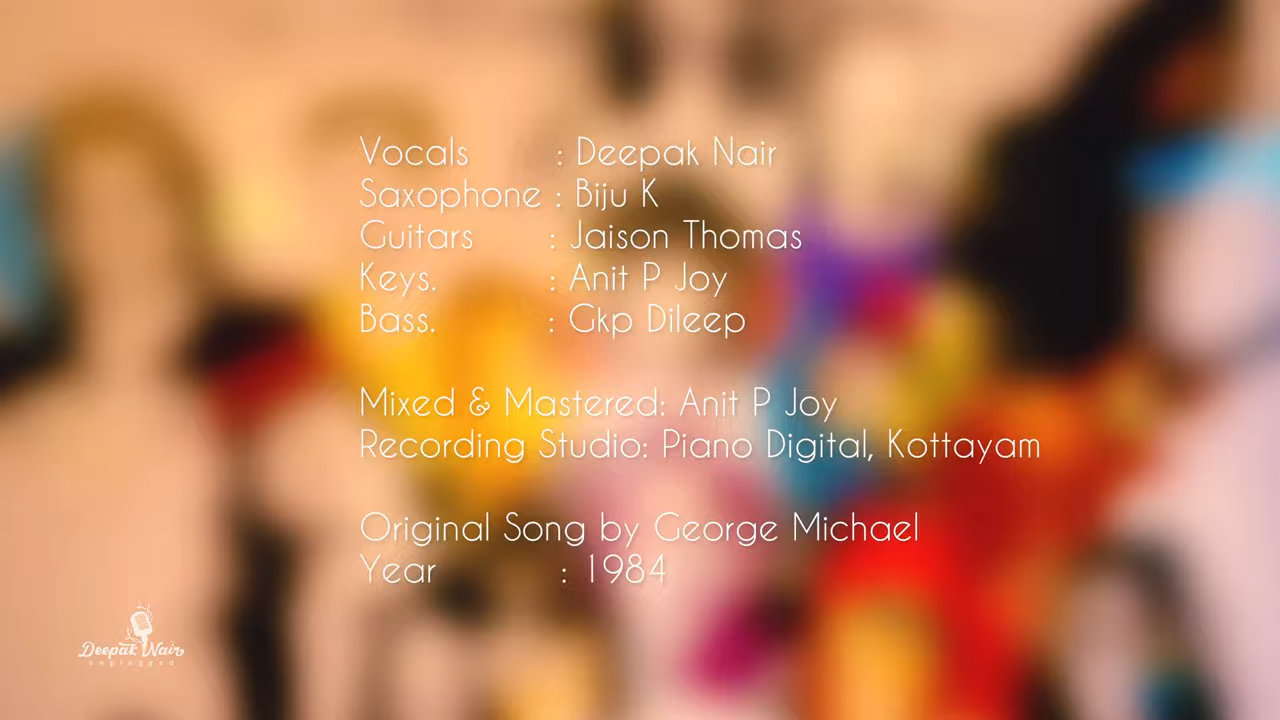 Vocals : Deepak Nair
Saxophone : Biju K
Guitars : Jaison Thomas
Keys. : Anit P Joy
Bass. : Gkp Dileep
Mixed & Mastered: Anit P Joy
Recording Studio: Piano Digital, Kottayam
Original Song by George Michael
Year : 1984
Deepak Nair
unplugged